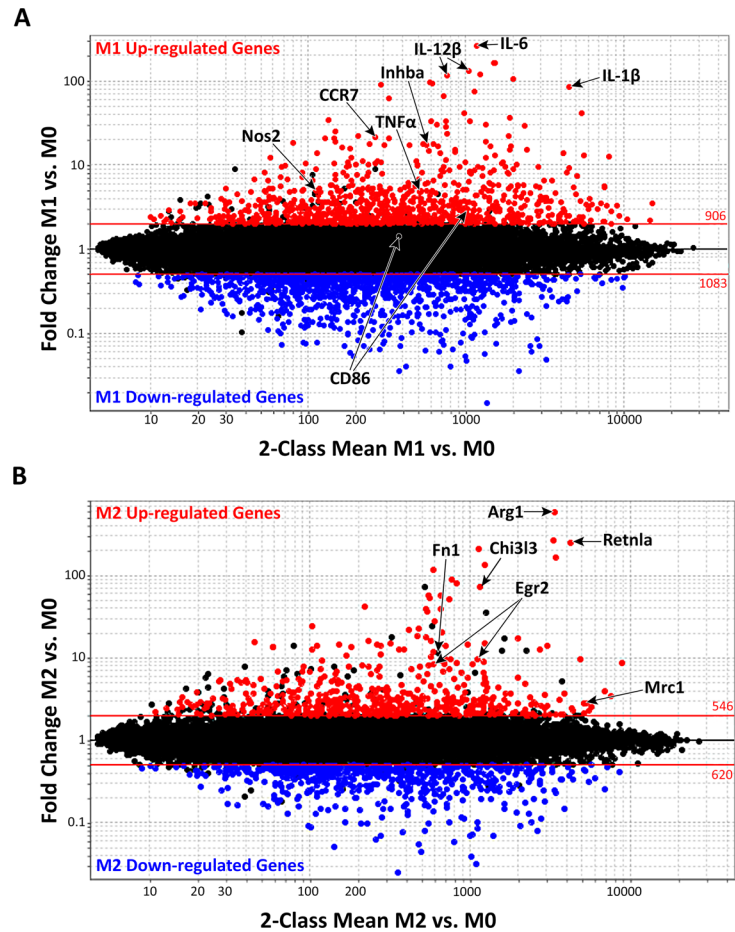 A
M1 Up-regulated Genes
IL-12β
IL-6
Inhba
IL-1β
CCR7
TNFα
Nos2
100
10
1
0.1
906
1083
CD86
M1 Down-regulated Genes
Fold Change M1 vs. M0
10 20 30 100 200 1000 10000
2-Class Mean M1 vs. M0
B
M2 Up-regulated Genes
Arg1
Fn1
Chi3l3
Retnla
Egr2
Mrc1
100
10
1
0.1
546
620
M2 Down-regulated Genes
Fold Change M2 vs. M0
10 20 30 100 200 1000 10000
2-Class Mean M2 vs. M0